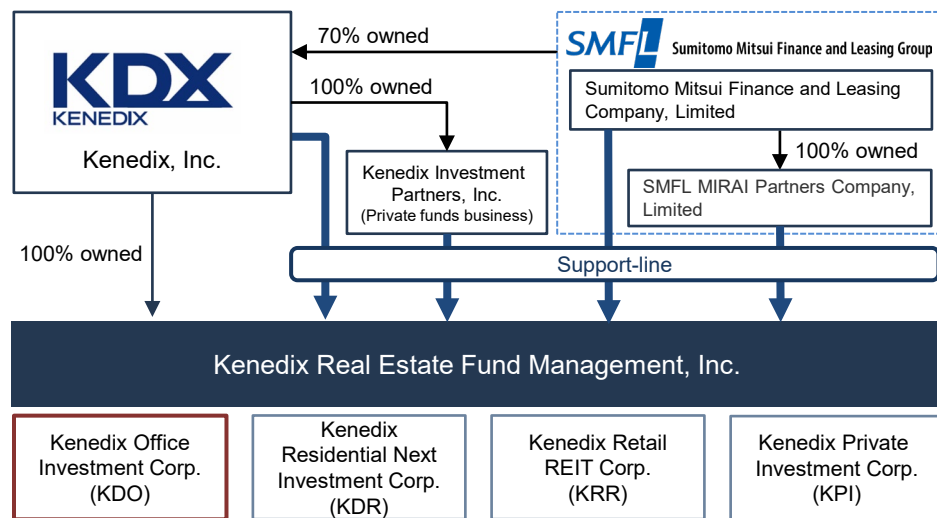 KDX
KENEDIX
Kenedix, Inc.
70% owned
100% owned
SMFL
Sumitomo Mitsui Finance and Leasing Group
Sumitomo Mitsui Finance and Leasing
Company, Limited
100% owned
SMFL MIRAI Partners Company,
Limited
Kenedix Investment
Partners, Inc.
(Private funds business)
100% owned
Support-line
Kenedix Real Estate Fund Management, Inc.
Kenedix Office
Investment Corp.
(KDO)
Kenedix
Residential Next
Investment Corp.
(KDR)
Kenedix Retail
REIT Corp.
(KRR)
Kenedix Private
Investment Corp.
(KPI)